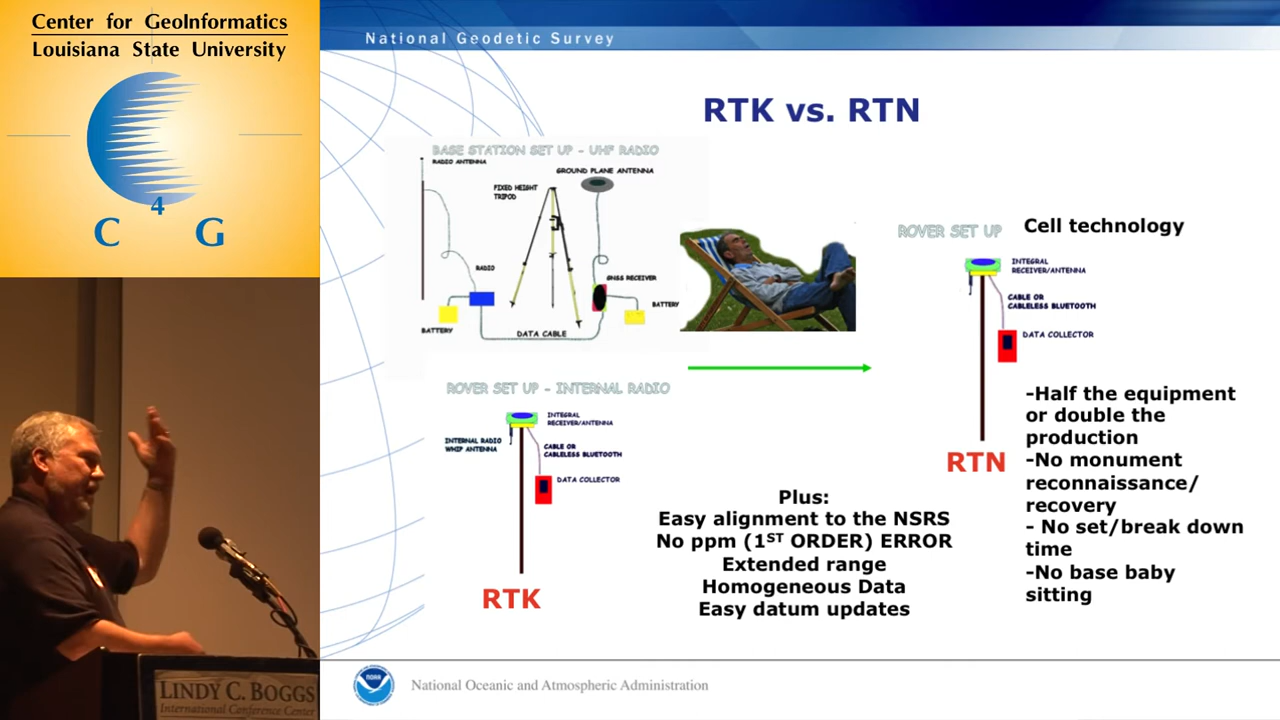 Center for GeoInformatics
Louisiana State University
C 4 G
National Geodetic Survey
RTK vs. RTN
BASE STATION SET UP - UHF RADIO
RADIO ANTENNA
GROUND PLANE ANTENNA
FIXED HEIGHT
TRIPOD
RADIO
GNSS RECEIVER
BATTERY
BATTERY
DATA CABLE
ROVER SET UP - INTERNAL RADIO
INTEGRAL
RECEIVER/ANTENNA
INTERNAL RADIO
WHIP ANTENNA
CABLE OR
CABLELESS BLUETOOTH
DATA COLLECTOR
RTK
Plus:
Easy alignment to the NSRS
No ppm (1ST ORDER) ERROR
Extended range
Homogeneous Data
Easy datum updates
ROVER SET UP
Cell technology
INTEGRAL
RECEIVER/ANTENNA
CABLE OR
CABLELESS BLUETOOTH
DATA COLLECTOR
RTN
-Half the equipment
or double the
production
-No monument
reconnaissance/
recovery
- No set/break down
time
-No base baby
sitting
NOAA
National Oceanic and Atmospheric Administration
LINDY C. BOGGS
International Conference Center